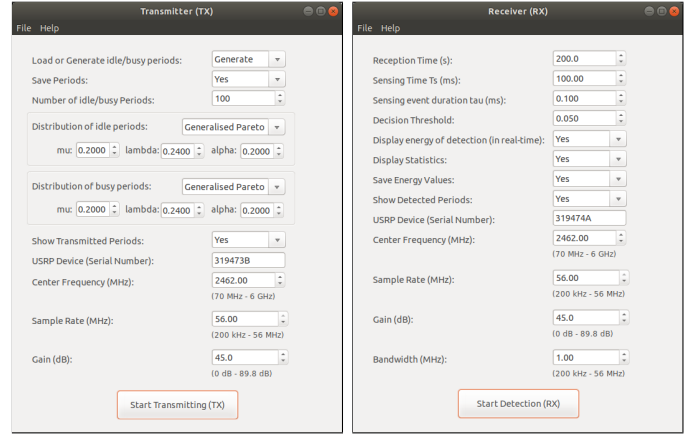 Transmitter (TX)
File Help
Load or Generate idle/busy periods: Generate
Save Periods: Yes
Number of idle/busy Periods: 100
Distribution of idle periods: Generalised Pareto
mu: 0.2000 lambda: 0.2400 alpha: 0.2000
Distribution of busy periods: Generalised Pareto
mu: 0.2000 lambda: 0.2400 alpha: 0.2000
Show Transmitted Periods: Yes
USRP Device (Serial Number): 319473B
Center Frequency (MHz): 2462.00
(70 MHz - 6 GHz)
Sample Rate (MHz): 56.00
(200 kHz - 56 MHz)
Gain (dB): 45.0
(0 dB - 89.8 dB)
Start Transmitting (TX)
Receiver (RX)
File Help
Reception Time (s): 200.0
Sensing Time Ts (ms): 100.00
Sensing event duration tau (ms): 0.100
Decision Threshold: 0.050
Display energy of detection (in real-time): Yes
Display Statistics: Yes
Save Energy Values: Yes
Show Detected Periods: Yes
USRP Device (Serial Number): 319474A
Center Frequency (MHz): 2462.00
(70 MHz - 6 GHz)
Sample Rate (MHz): 56.00
(200 kHz - 56 MHz)
Gain (dB): 45.0
(0 dB - 89.8 dB)
Bandwidth (MHz): 1.00
(200 kHz - 56 MHz)
Start Detection (RX)